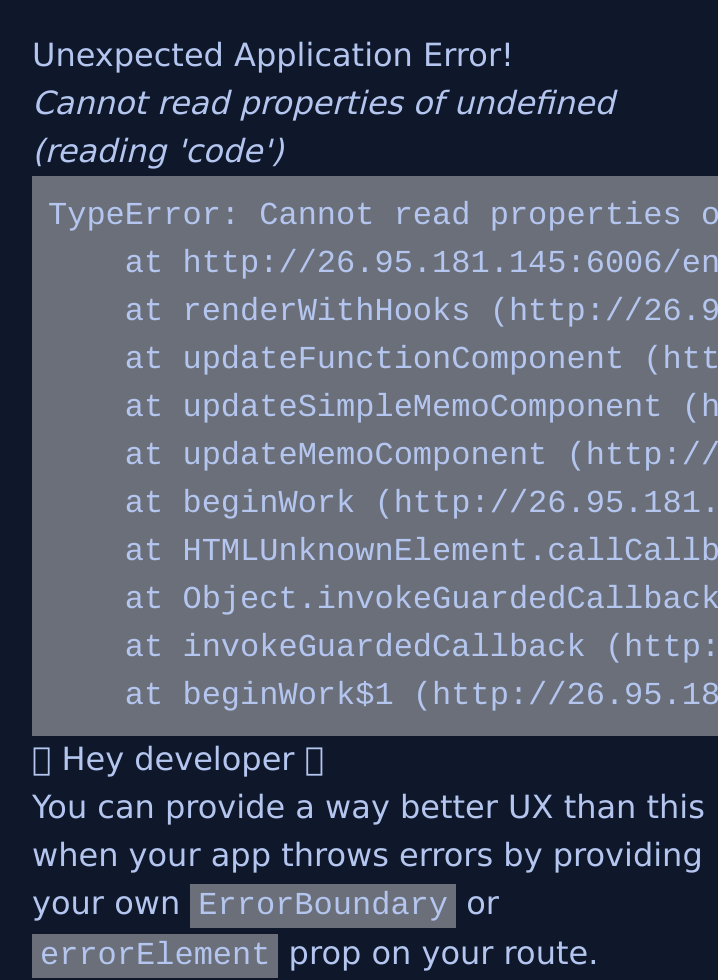 Unexpected Application Error!
Cannot read properties of undefined
(reading 'code')
TypeError: Cannot read properties o
at http://26.95.181.145:6006/en
at renderWithHooks (http://26.9
at updateFunctionComponent (htt
at updateSimpleMemoComponent (h
at updateMemoComponent (http://
at beginWork (http://26.95.181.
at HTMLUnknownElement.callCallb
at Object.invokeGuardedCallback
at invokeGuardedCallback (http:
at beginWork$1 (http://26.95.18
Hey developer
You can provide a way better UX than this
when your app throws errors by providing
your own ErrorBoundary or
errorElement prop on your route.